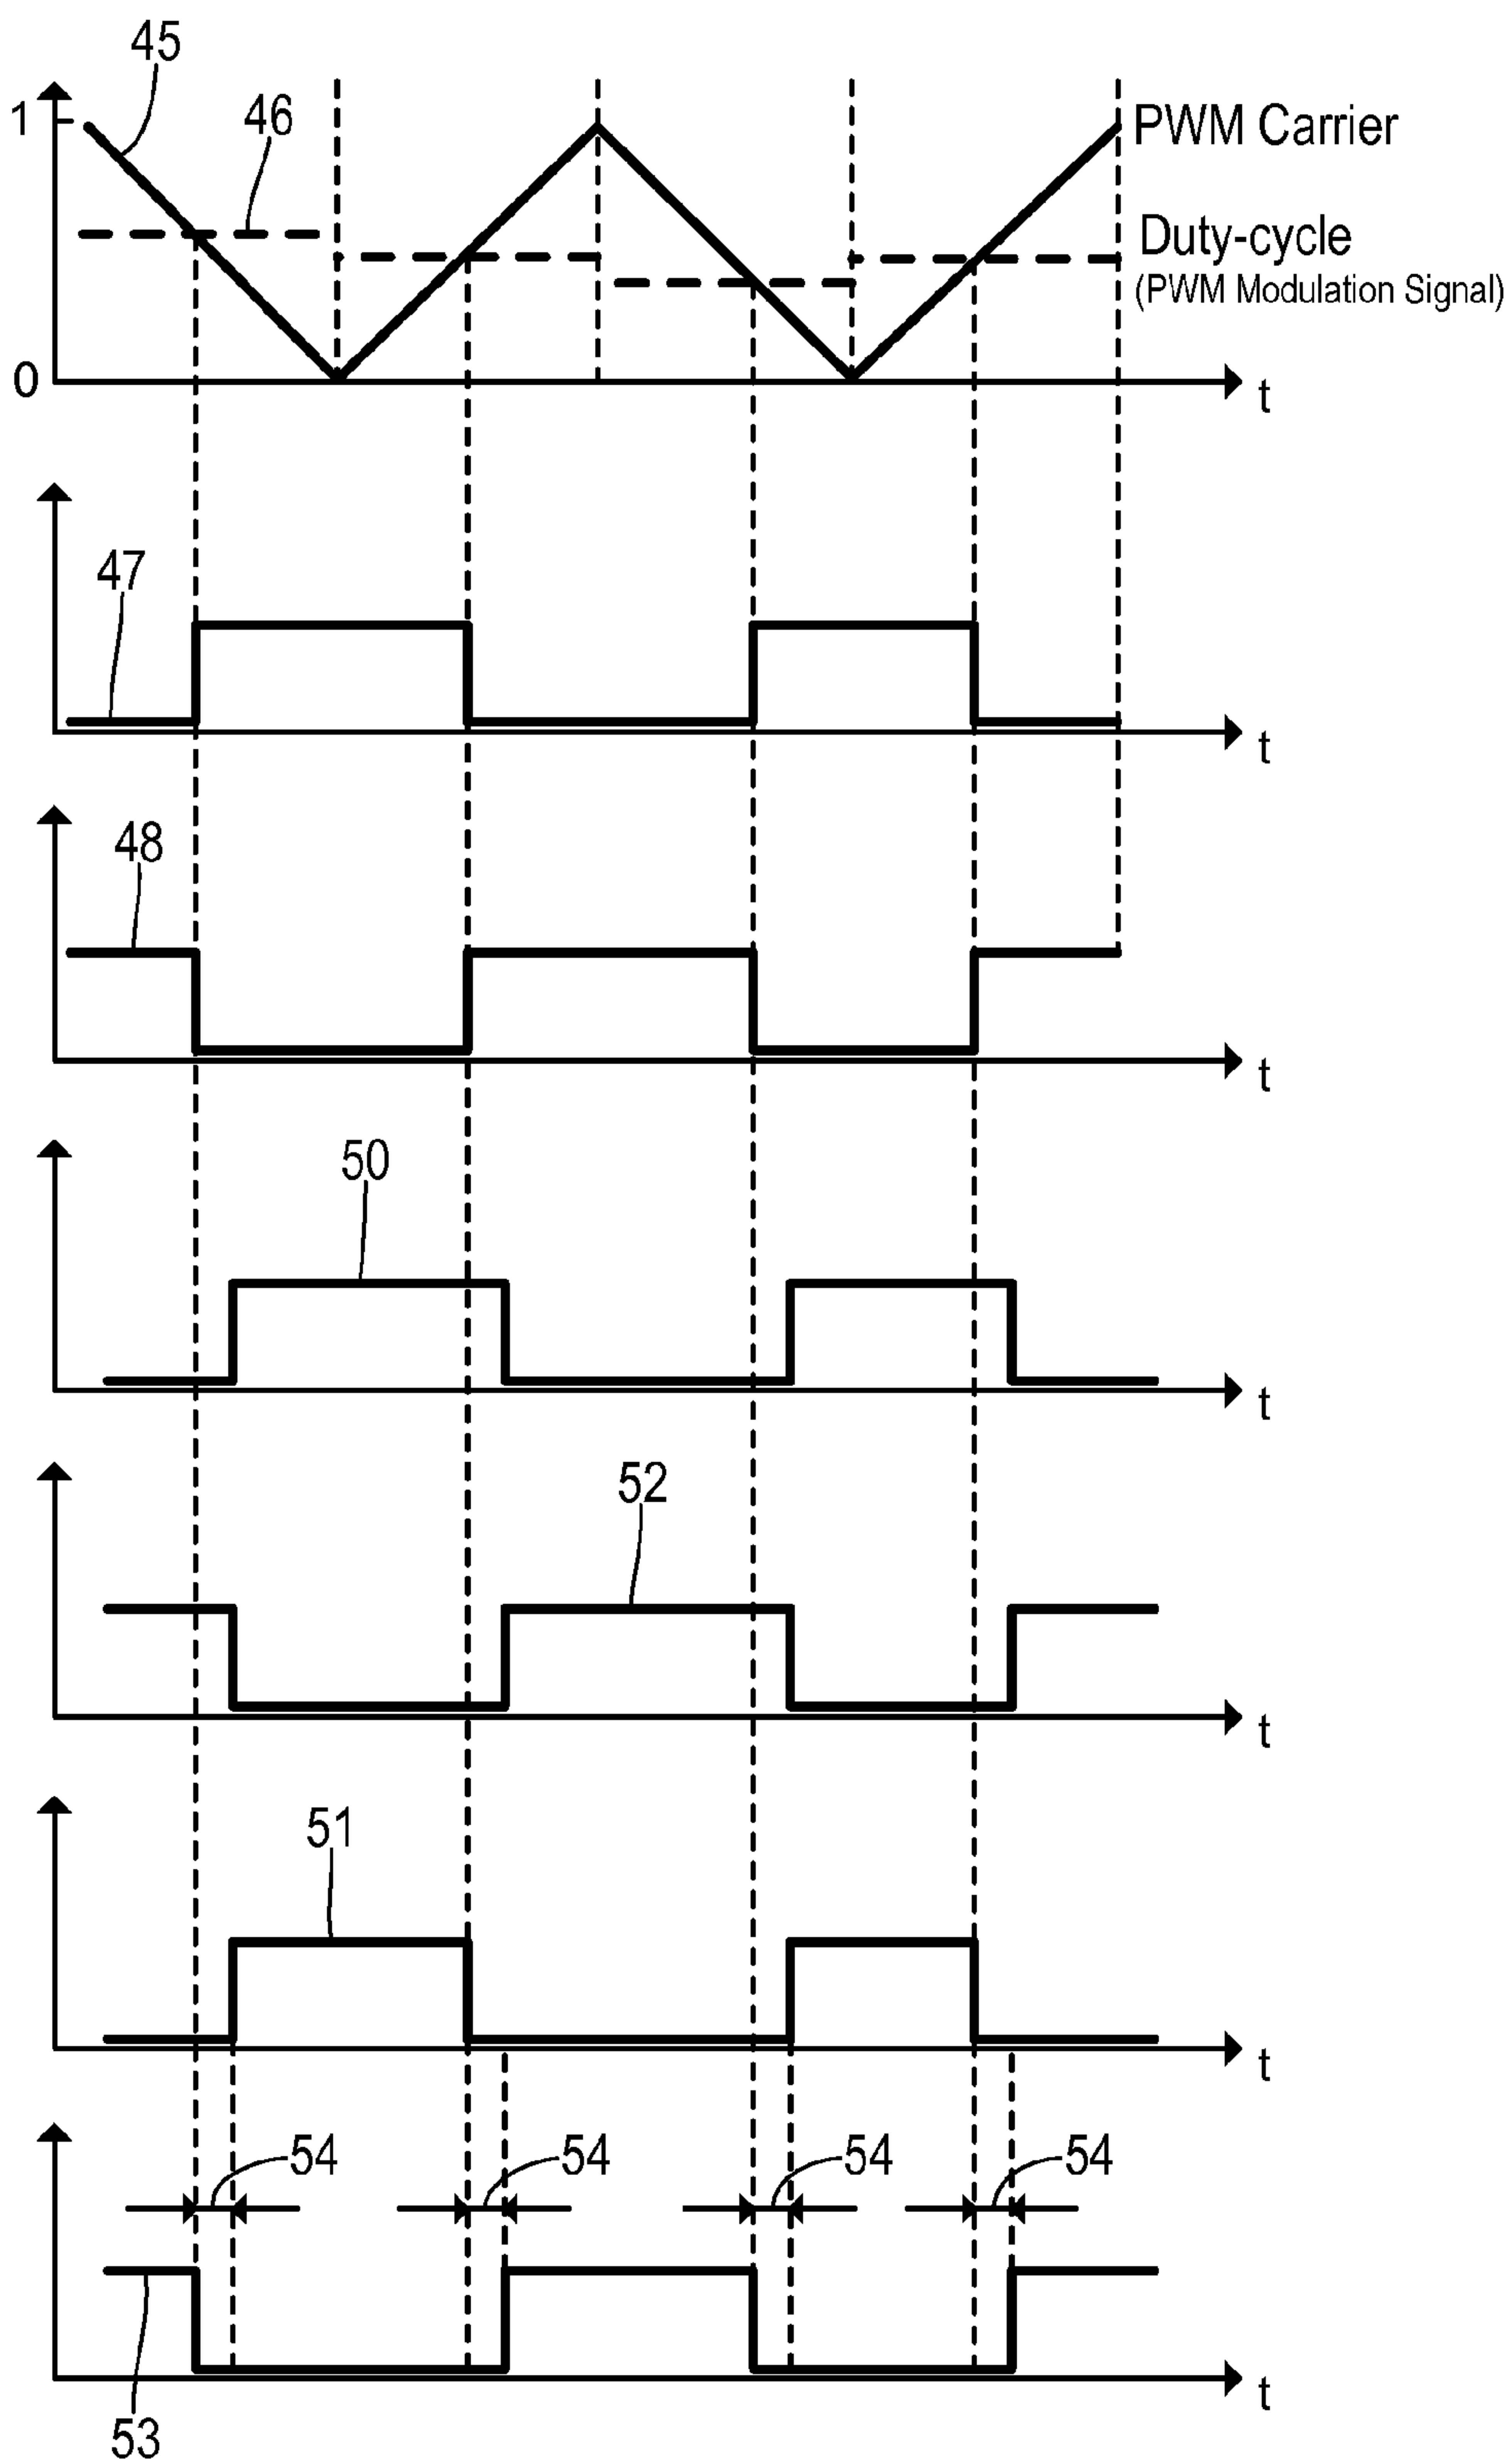 45
1
46
PWM Carrier
Duty-cycle
(PWM Modulation Signal)
0
t
47
t
48
t
50
t
52
t
51
t
54 54 54 54
t
53